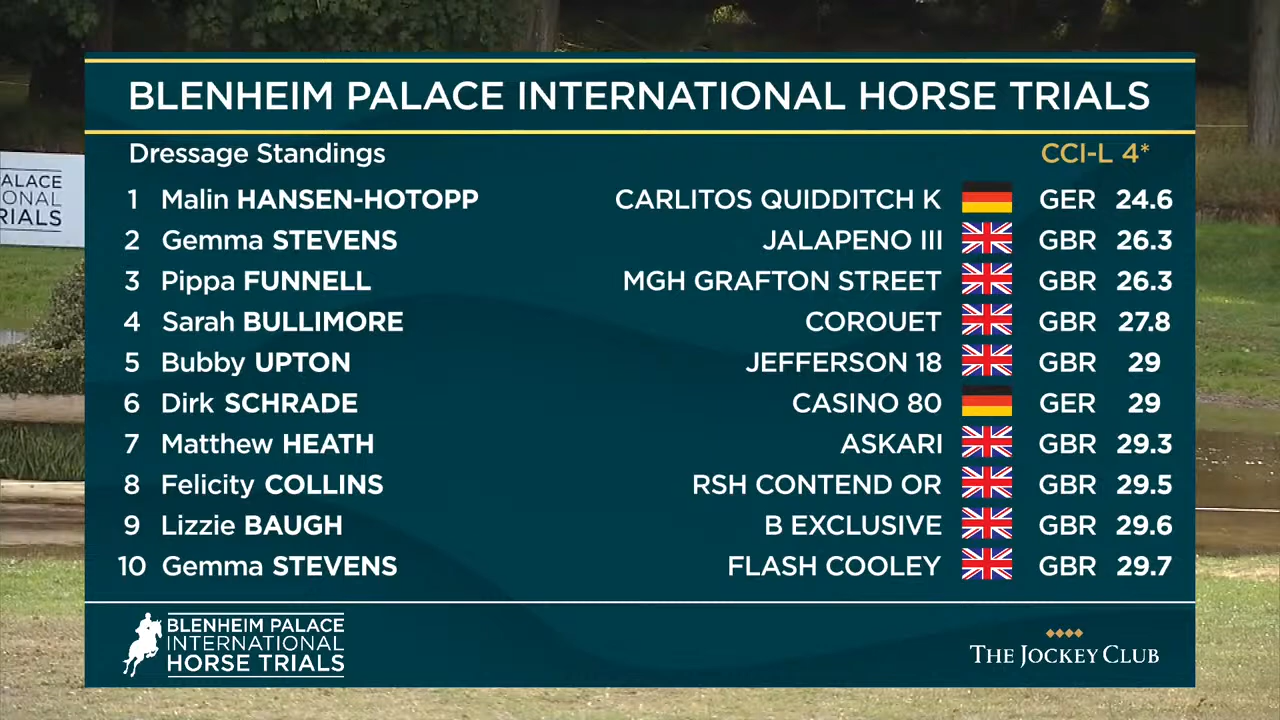 BLENHEIM PALACE INTERNATIONAL HORSE TRIALS
Dressage Standings CCI-L 4*
1 Malin HANSEN-HOTOPP CARLITOS QUIDDITCH K GER 24.6
2 Gemma STEVENS JALAPENO III GBR 26.3
3 Pippa FUNNELL MGH GRAFTON STREET GBR 26.3
4 Sarah BULLIMORE COROUET GBR 27.8
5 Bubby UPTON JEFFERSON 18 GBR 29
6 Dirk SCHRADE CASINO 80 GER 29
7 Matthew HEATH ASKARI GBR 29.3
8 Felicity COLLINS RSH CONTEND OR GBR 29.5
9 Lizzie BAUGH B EXCLUSIVE GBR 29.6
10 Gemma STEVENS FLASH COOLEY GBR 29.7
BLENHEIM PALACE
INTERNATIONAL
HORSE TRIALS
THE JOCKEY CLUB
ALACE
IONAL
RIALS